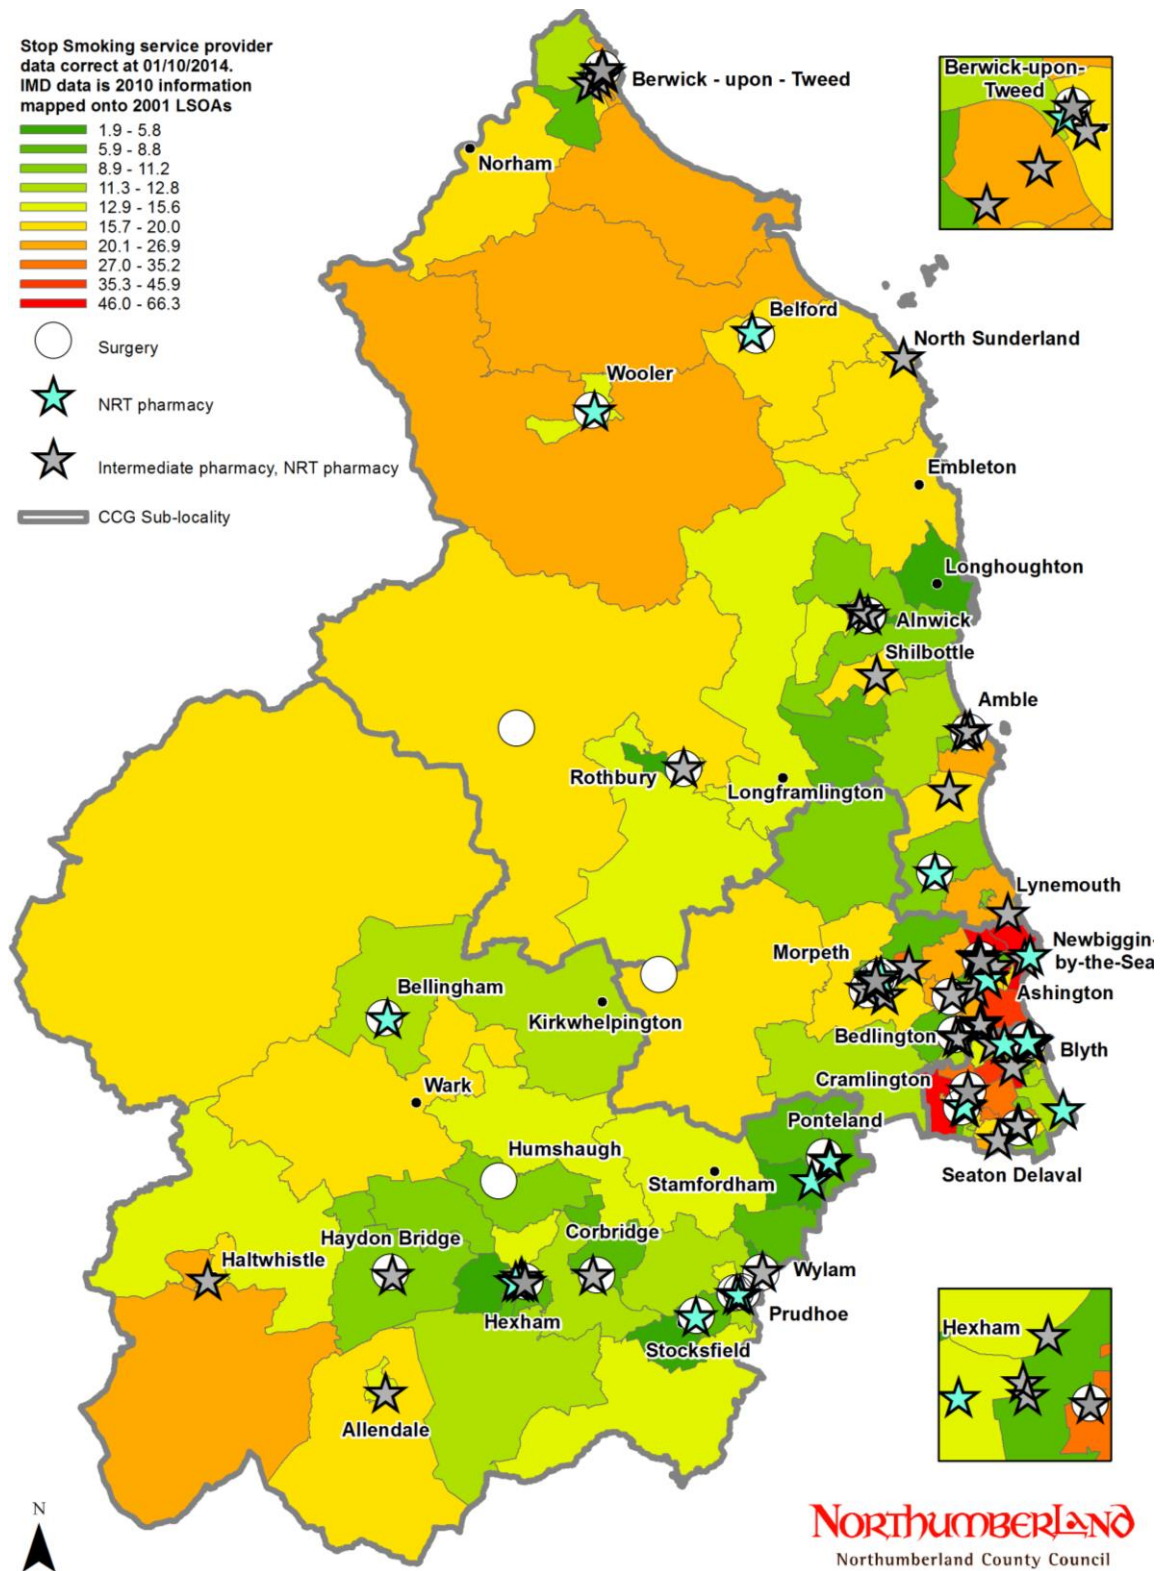 Stop Smoking service provider
data correct at 01/10/2014.
IMD data is 2010 information
mapped onto 2001 LSOAs
1.9 - 5.8
5.9 - 8.8
8.9 - 11.2
11.3 - 12.8
12.9 - 15.6
15.7 - 20.0
20.1 - 26.9
27.0 - 35.2
35.3 - 45.9
46.0 - 66.3
Surgery
NRT pharmacy
Intermediate pharmacy, NRT pharmacy
CCG Sub-locality
Berwick - upon - Tweed
Berwick-upon-
Tweed
Norham
Belford
North Sunderland
Wooler
Embleton
Longhoughton
Alnwick
Shilbottle
Amble
Rothbury
Longframlington
Lynemouth
Morpeth
Newbiggin-
by-the-Sea
Bellingham
Ashington
Kirkwhelpington
Bedlington
Blyth
Wark
Cramlington
Ponteland
Humshaugh
Stamfordham
Seaton Delaval
Haydon Bridge
Corbridge
Haltwhistle
Wylam
Prudhoe
Hexham
Stocksfield
Allendale
Hexham
N
Northumberland
Northumberland County Council